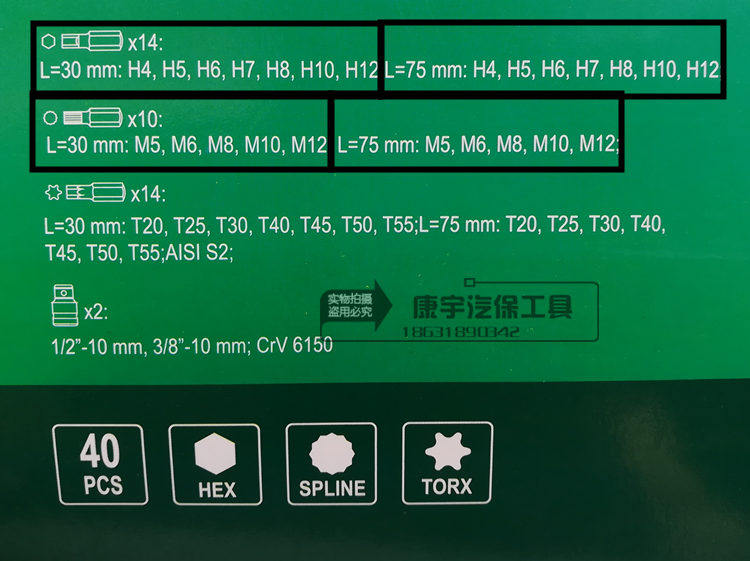 x14:
L=30 mm: H4, H5, H6, H7, H8, H10, H12 L=75 mm: H4, H5, H6, H7, H8, H10, H12
x10:
L=30 mm: M5, M6, M8, M10, M12 L=75 mm: M5, M6, M8, M10, M12;
x14:
L=30 mm: T20, T25, T30, T40, T45, T50, T55;L=75 mm: T20, T25, T30, T40,
T45, T50, T55;AISI S2;
x2:
1/2”-10 mm, 3/8”-10 mm; CrV 6150
实物拍摄
盗用必究
康宇汽保工具
18631890342
40
PCS
HEX
SPLINE
TORX